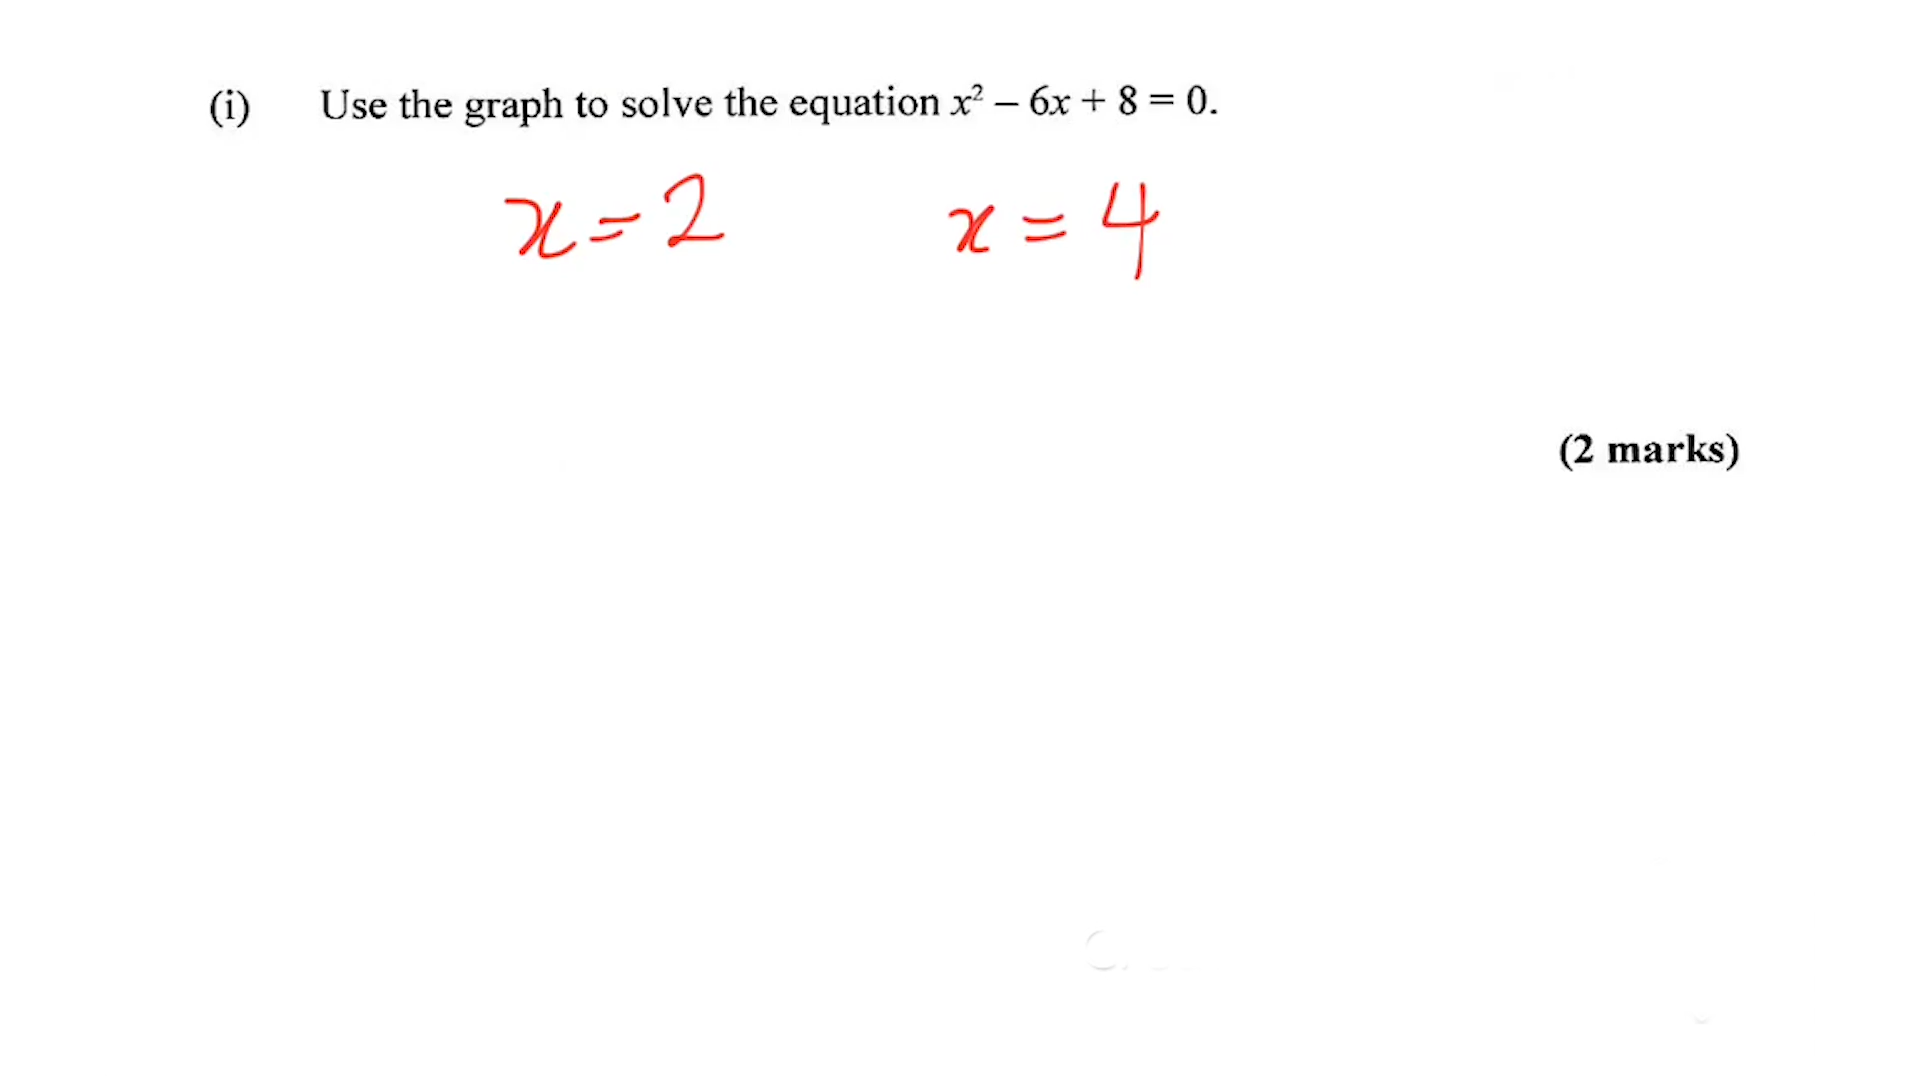 (i) Use the graph to solve the equation x² – 6x + 8 = 0.
x = 2 x = 4
(2 marks)